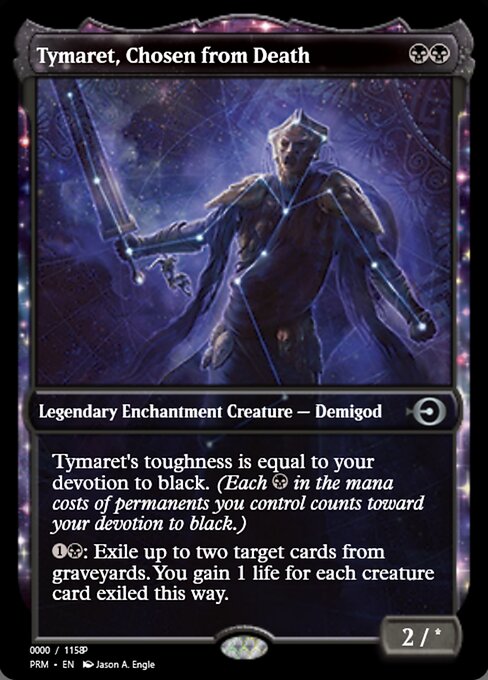 Tymaret, Chosen from Death
Legendary Enchantment Creature — Demigod
Tymaret's toughness is equal to your
devotion to black. (Each in the mana
costs of permanents you control counts toward
your devotion to black.)
1: Exile up to two target cards from
graveyards. You gain 1 life for each creature
card exiled this way.
2 / *
0000 / 1158P
PRM • EN Jason A. Engle